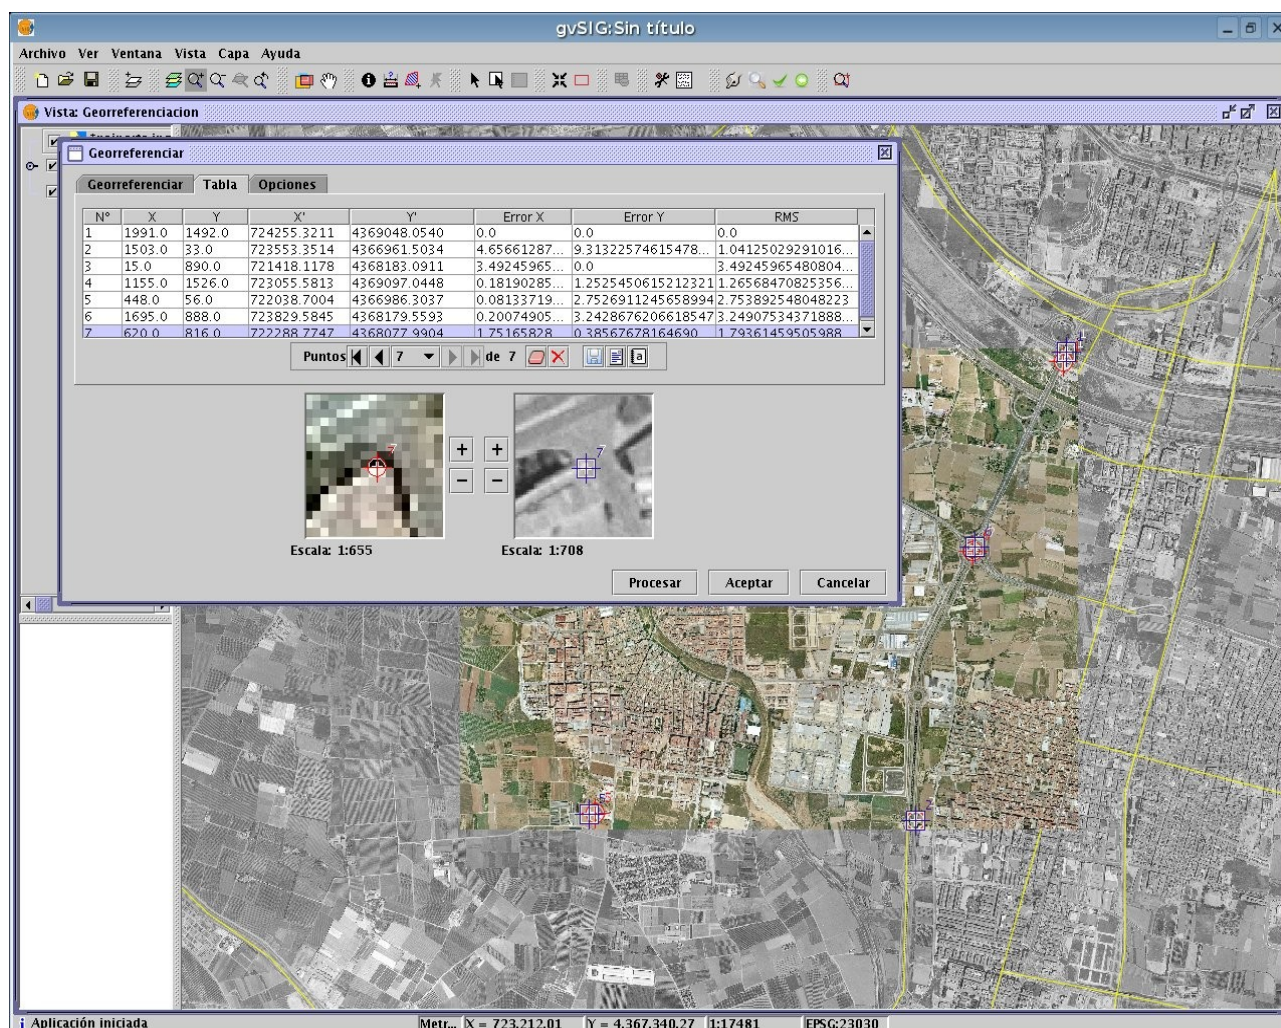 gvSIG:Sin título
Archivo Ver Ventana Vista Capa Ayuda
Vista: Georreferenciacion
Georreferenciar
Georreferenciar Tabla Opciones
Nº X Y X' Y' Error X Error Y RMS
1 1991.0 1492.0 724255.3211 4369048.0540 0.0 0.0 0.0
2 1503.0 33.0 723553.3514 4366961.5034 4.65661287... 9.31322574615478... 1.04125029291016...
3 15.0 890.0 721418.1178 4368183.0911 3.49245965... 0.0 3.49245965480804...
4 1155.0 1526.0 723055.5813 4369097.0448 0.18190285... 1.2525450615212321 1.26568470825356...
5 448.0 56.0 722038.7004 4366986.3037 0.08133719... 2.7526911245658994 2.753892548048223
6 1695.0 888.0 723829.5845 4368179.5593 0.20074905... 3.2428676206618547 3.24907534371888...
7 620.0 816.0 722288.7747 4368077.9904 1.75165828 0.38567678164690 1.79361459505988
Puntos 7 de 7
7
7
Escala: 1:655
Escala: 1:708
Procesar Aceptar Cancelar
Aplicación iniciada
Metr... X = 723.212,01 Y = 4.367.340,27 1:17481 EPSG:23030